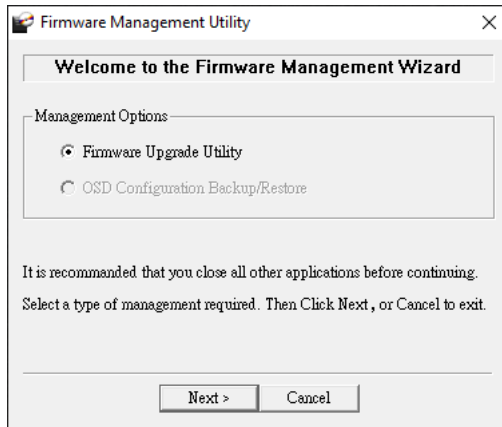 Firmware Management Utility
Welcome to the Firmware Management Wizard
Management Options
Firmware Upgrade Utility
OSD Configuration Backup/Restore
It is recommanded that you close all other applications before continuing.
Select a type of management required. Then Click Next , or Cancel to exit.
Next >
Cancel